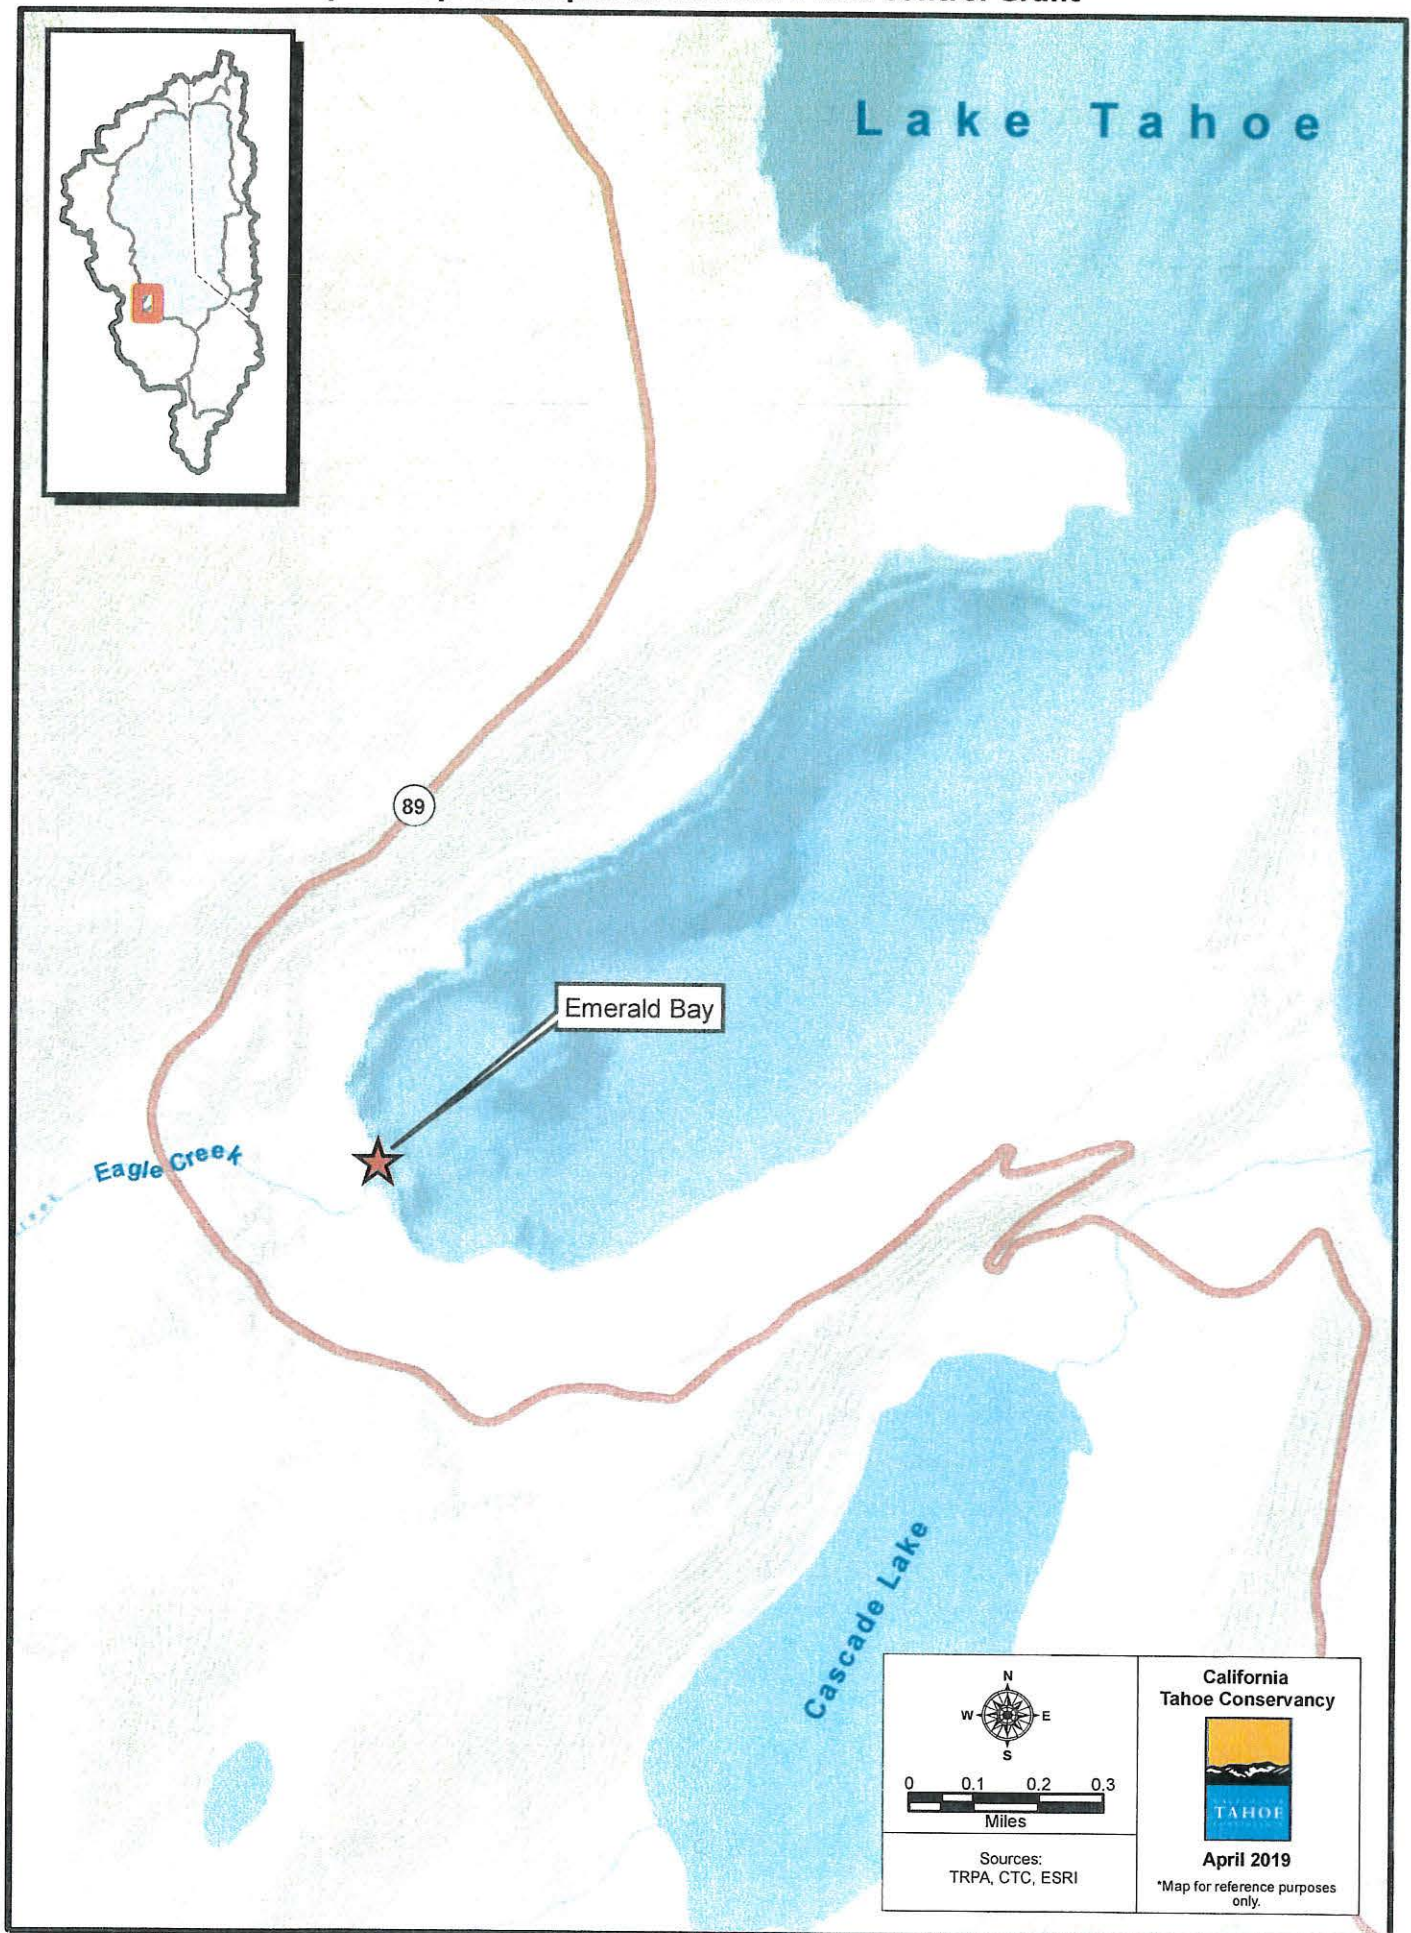 Lake Tahoe
89
Emerald Bay
Eagle Creek
Cascade Lake
N
W E
S
0 0.1 0.2 0.3
Miles
Sources:
TRPA, CTC, ESRI
California
Tahoe Conservancy
TAHOE
April 2019
*Map for reference purposes
only.